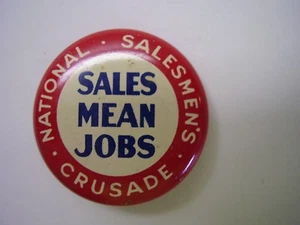 NATIONAL · SALESMEN'S · CRUSADE ·
SALES
MEAN
JOBS